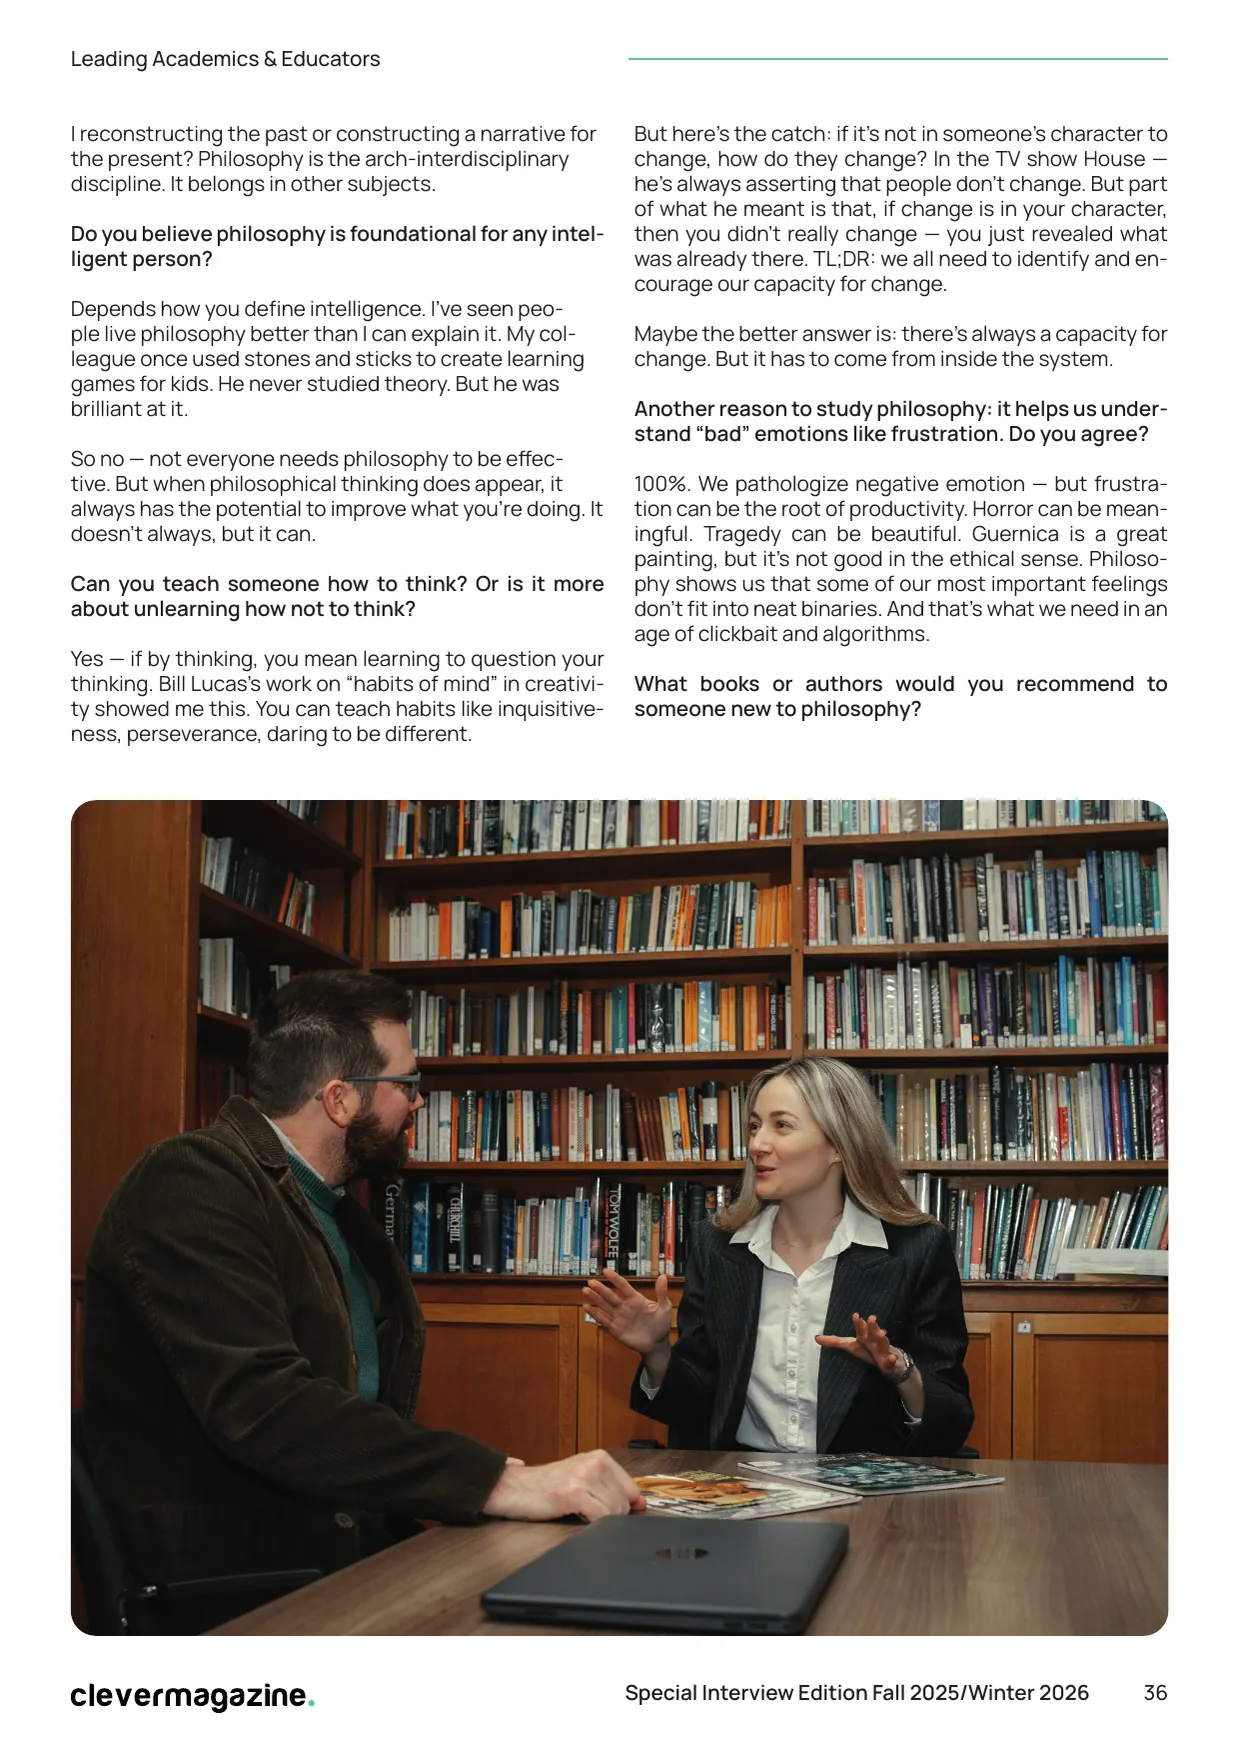 Leading Academics & Educators
I reconstructing the past or constructing a narrative for
the present? Philosophy is the arch-interdisciplinary
discipline. It belongs in other subjects.
Do you believe philosophy is foundational for any intel-
ligent person?
Depends how you define intelligence. I’ve seen peo-
ple live philosophy better than I can explain it. My col-
league once used stones and sticks to create learning
games for kids. He never studied theory. But he was
brilliant at it.
So no — not everyone needs philosophy to be effec-
tive. But when philosophical thinking does appear, it
always has the potential to improve what you’re doing. It
doesn’t always, but it can.
Can you teach someone how to think? Or is it more
about unlearning how not to think?
Yes — if by thinking, you mean learning to question your
thinking. Bill Lucas’s work on “habits of mind” in creativi-
ty showed me this. You can teach habits like inquisitive-
ness, perseverance, daring to be different.
But here’s the catch: if it’s not in someone’s character to
change, how do they change? In the TV show House —
he’s always asserting that people don’t change. But part
of what he meant is that, if change is in your character,
then you didn’t really change — you just revealed what
was already there. TL;DR: we all need to identify and en-
courage our capacity for change.
Maybe the better answer is: there’s always a capacity for
change. But it has to come from inside the system.
Another reason to study philosophy: it helps us under-
stand “bad” emotions like frustration. Do you agree?
100%. We pathologize negative emotion — but frustra-
tion can be the root of productivity. Horror can be mean-
ingful. Tragedy can be beautiful. Guernica is a great
painting, but it’s not good in the ethical sense. Philoso-
phy shows us that some of our most important feelings
don’t fit into neat binaries. And that’s what we need in an
age of clickbait and algorithms.
What books or authors would you recommend to
someone new to philosophy?
CHURCHILL
TOM WOLFE
clevermagazine.
Special Interview Edition Fall 2025/Winter 2026
36